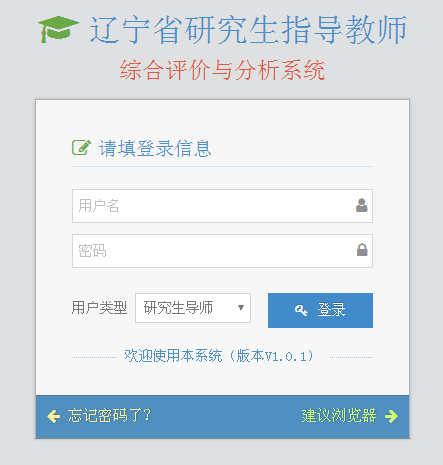 辽宁省研究生指导教师
综合评价与分析系统
请填登录信息
用户名
密码
用户类型 研究生导师 登录
欢迎使用本系统（版本V1.0.1）
忘记密码了？ 建议浏览器